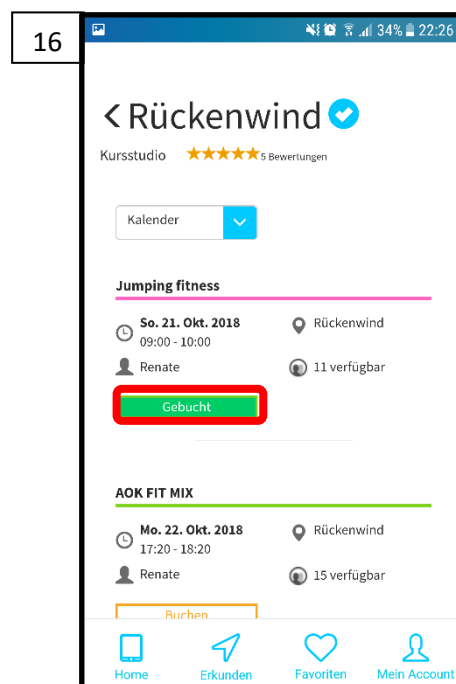 16
34% 22:26
Rückenwind
Kursstudio 5 Bewertungen
Kalender
Jumping fitness
So. 21. Okt. 2018 Rückenwind
09:00 - 10:00
Renate 11 verfügbar
Gebucht
AOK FIT MIX
Mo. 22. Okt. 2018 Rückenwind
17:20 - 18:20
Renate 15 verfügbar
Buchen
Home Erkunden Favoriten Mein Account